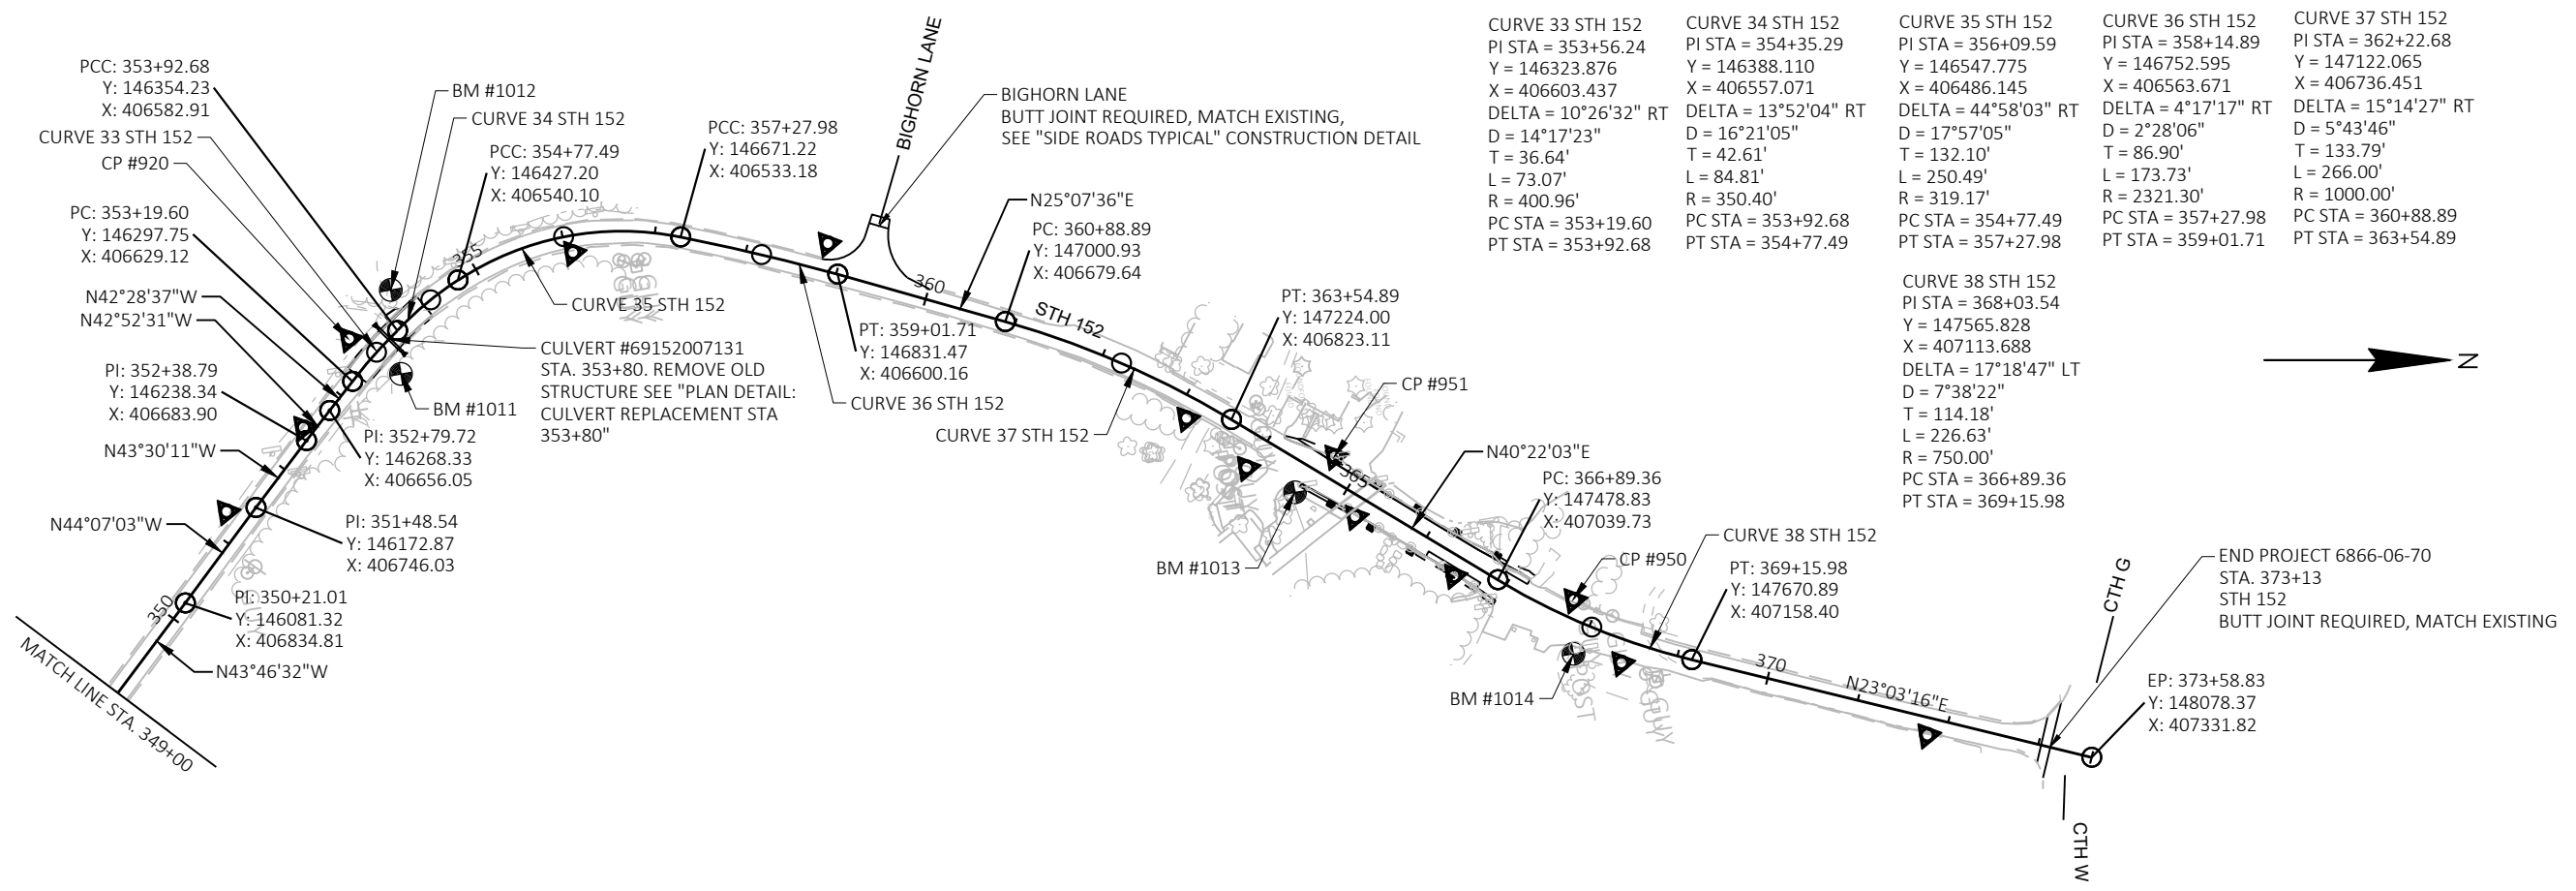 CURVE 33 STH 152
PI STA = 353+56.24
Y = 146323.876
X = 406603.437
DELTA = 10°26'32" RT
D = 14°17'23"
T = 36.64'
L = 73.07'
R = 400.96'
PC STA = 353+19.60
PT STA = 353+92.68
CURVE 34 STH 152
PI STA = 354+35.29
Y = 146388.110
X = 406557.071
DELTA = 13°52'04" RT
D = 16°21'05"
T = 42.61'
L = 84.81'
R = 350.40'
PC STA = 353+92.68
PT STA = 354+77.49
CURVE 35 STH 152
PI STA = 356+09.59
Y = 146547.775
X = 406486.145
DELTA = 44°58'03" RT
D = 17°57'05"
T = 132.10'
L = 250.49'
R = 319.17'
PC STA = 354+77.49
PT STA = 357+27.98
CURVE 36 STH 152
PI STA = 358+14.89
Y = 146752.595
X = 406563.671
DELTA = 4°17'17" RT
D = 2°28'06"
T = 86.90'
L = 173.73'
R = 2321.30'
PC STA = 357+27.98
PT STA = 359+01.71
CURVE 37 STH 152
PI STA = 362+22.68
Y = 147122.065
X = 406736.451
DELTA = 15°14'27" RT
D = 5°43'46"
T = 133.79'
L = 266.00'
R = 1000.00'
PC STA = 360+88.89
PT STA = 363+54.89
CURVE 38 STH 152
PI STA = 368+03.54
Y = 147565.828
X = 407113.688
DELTA = 17°18'47" LT
D = 7°38'22"
T = 114.18'
L = 226.63'
R = 750.00'
PC STA = 366+89.36
PT STA = 369+15.98
N
PCC: 353+92.68
Y: 146354.23
X: 406582.91
CURVE 33 STH 152
CP #920
PC: 353+19.60
Y: 146297.75
X: 406629.12
N42°28'37"W
N42°52'31"W
PI: 352+38.79
Y: 146238.34
X: 406683.90
N43°30'11"W
N44°07'03"W
BM #1012
CURVE 34 STH 152
PCC: 354+77.49
Y: 146427.20
X: 406540.10
PCC: 357+27.98
Y: 146671.22
X: 406533.18
BIGHORN LANE
BIGHORN LANE
BUTT JOINT REQUIRED, MATCH EXISTING,
SEE "SIDE ROADS TYPICAL" CONSTRUCTION DETAIL
N25°07'36"E
PC: 360+88.89
Y: 147000.93
X: 406679.64
355
360
STH 152
CURVE 35 STH 152
CULVERT #69152007131
STA. 353+80. REMOVE OLD
STRUCTURE SEE "PLAN DETAIL:
CULVERT REPLACEMENT STA
353+80"
BM #1011
PI: 352+79.72
Y: 146268.33
X: 406656.05
PT: 359+01.71
Y: 146831.47
X: 406600.16
CURVE 36 STH 152
CURVE 37 STH 152
PT: 363+54.89
Y: 147224.00
X: 406823.11
CP #951
365
N40°22'03"E
PC: 366+89.36
Y: 147478.83
X: 407039.73
PI: 351+48.54
Y: 146172.87
X: 406746.03
350
GUY
PI: 350+21.01
Y: 146081.32
X: 406834.81
N43°46'32"W
MATCH LINE STA. 349+00
BM #1013
CP #950
CURVE 38 STH 152
PT: 369+15.98
Y: 147670.89
X: 407158.40
BM #1014
GUY
370
N23°03'16"E
CTH G
CTH W
END PROJECT 6866-06-70
STA. 373+13
STH 152
BUTT JOINT REQUIRED, MATCH EXISTING
EP: 373+58.83
Y: 148078.37
X: 407331.82